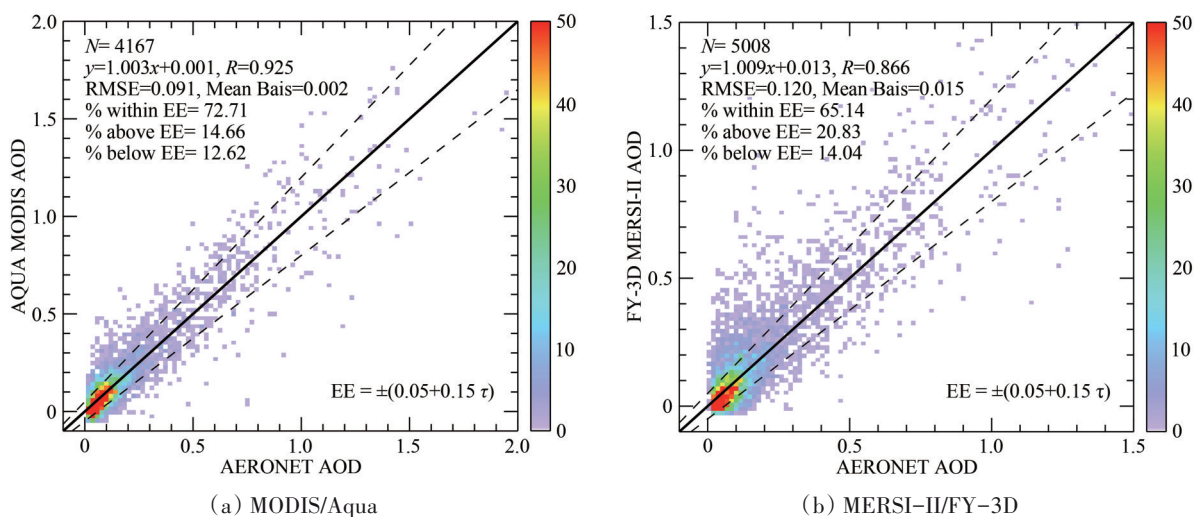 2.0
1.5
1.0
0.5
0
AQUA MODIS AOD
N= 4167
y=1.003x+0.001, R=0.925
RMSE=0.091, Mean Bais=0.002
% within EE= 72.71
% above EE= 14.66
% below EE= 12.62
EE = ±(0.05+0.15 τ)
0 0.5 1.0 1.5 2.0
AERONET AOD
50
40
30
20
10
0
(a) MODIS/Aqua
1.5
1.0
0.5
0
FY-3D MERSI-II AOD
N= 5008
y=1.009x+0.013, R=0.866
RMSE=0.120, Mean Bais=0.015
% within EE= 65.14
% above EE= 20.83
% below EE= 14.04
EE = ±(0.05+0.15 τ)
0 0.5 1.0 1.5
AERONET AOD
50
40
30
20
10
0
(b) MERSI-II/FY-3D